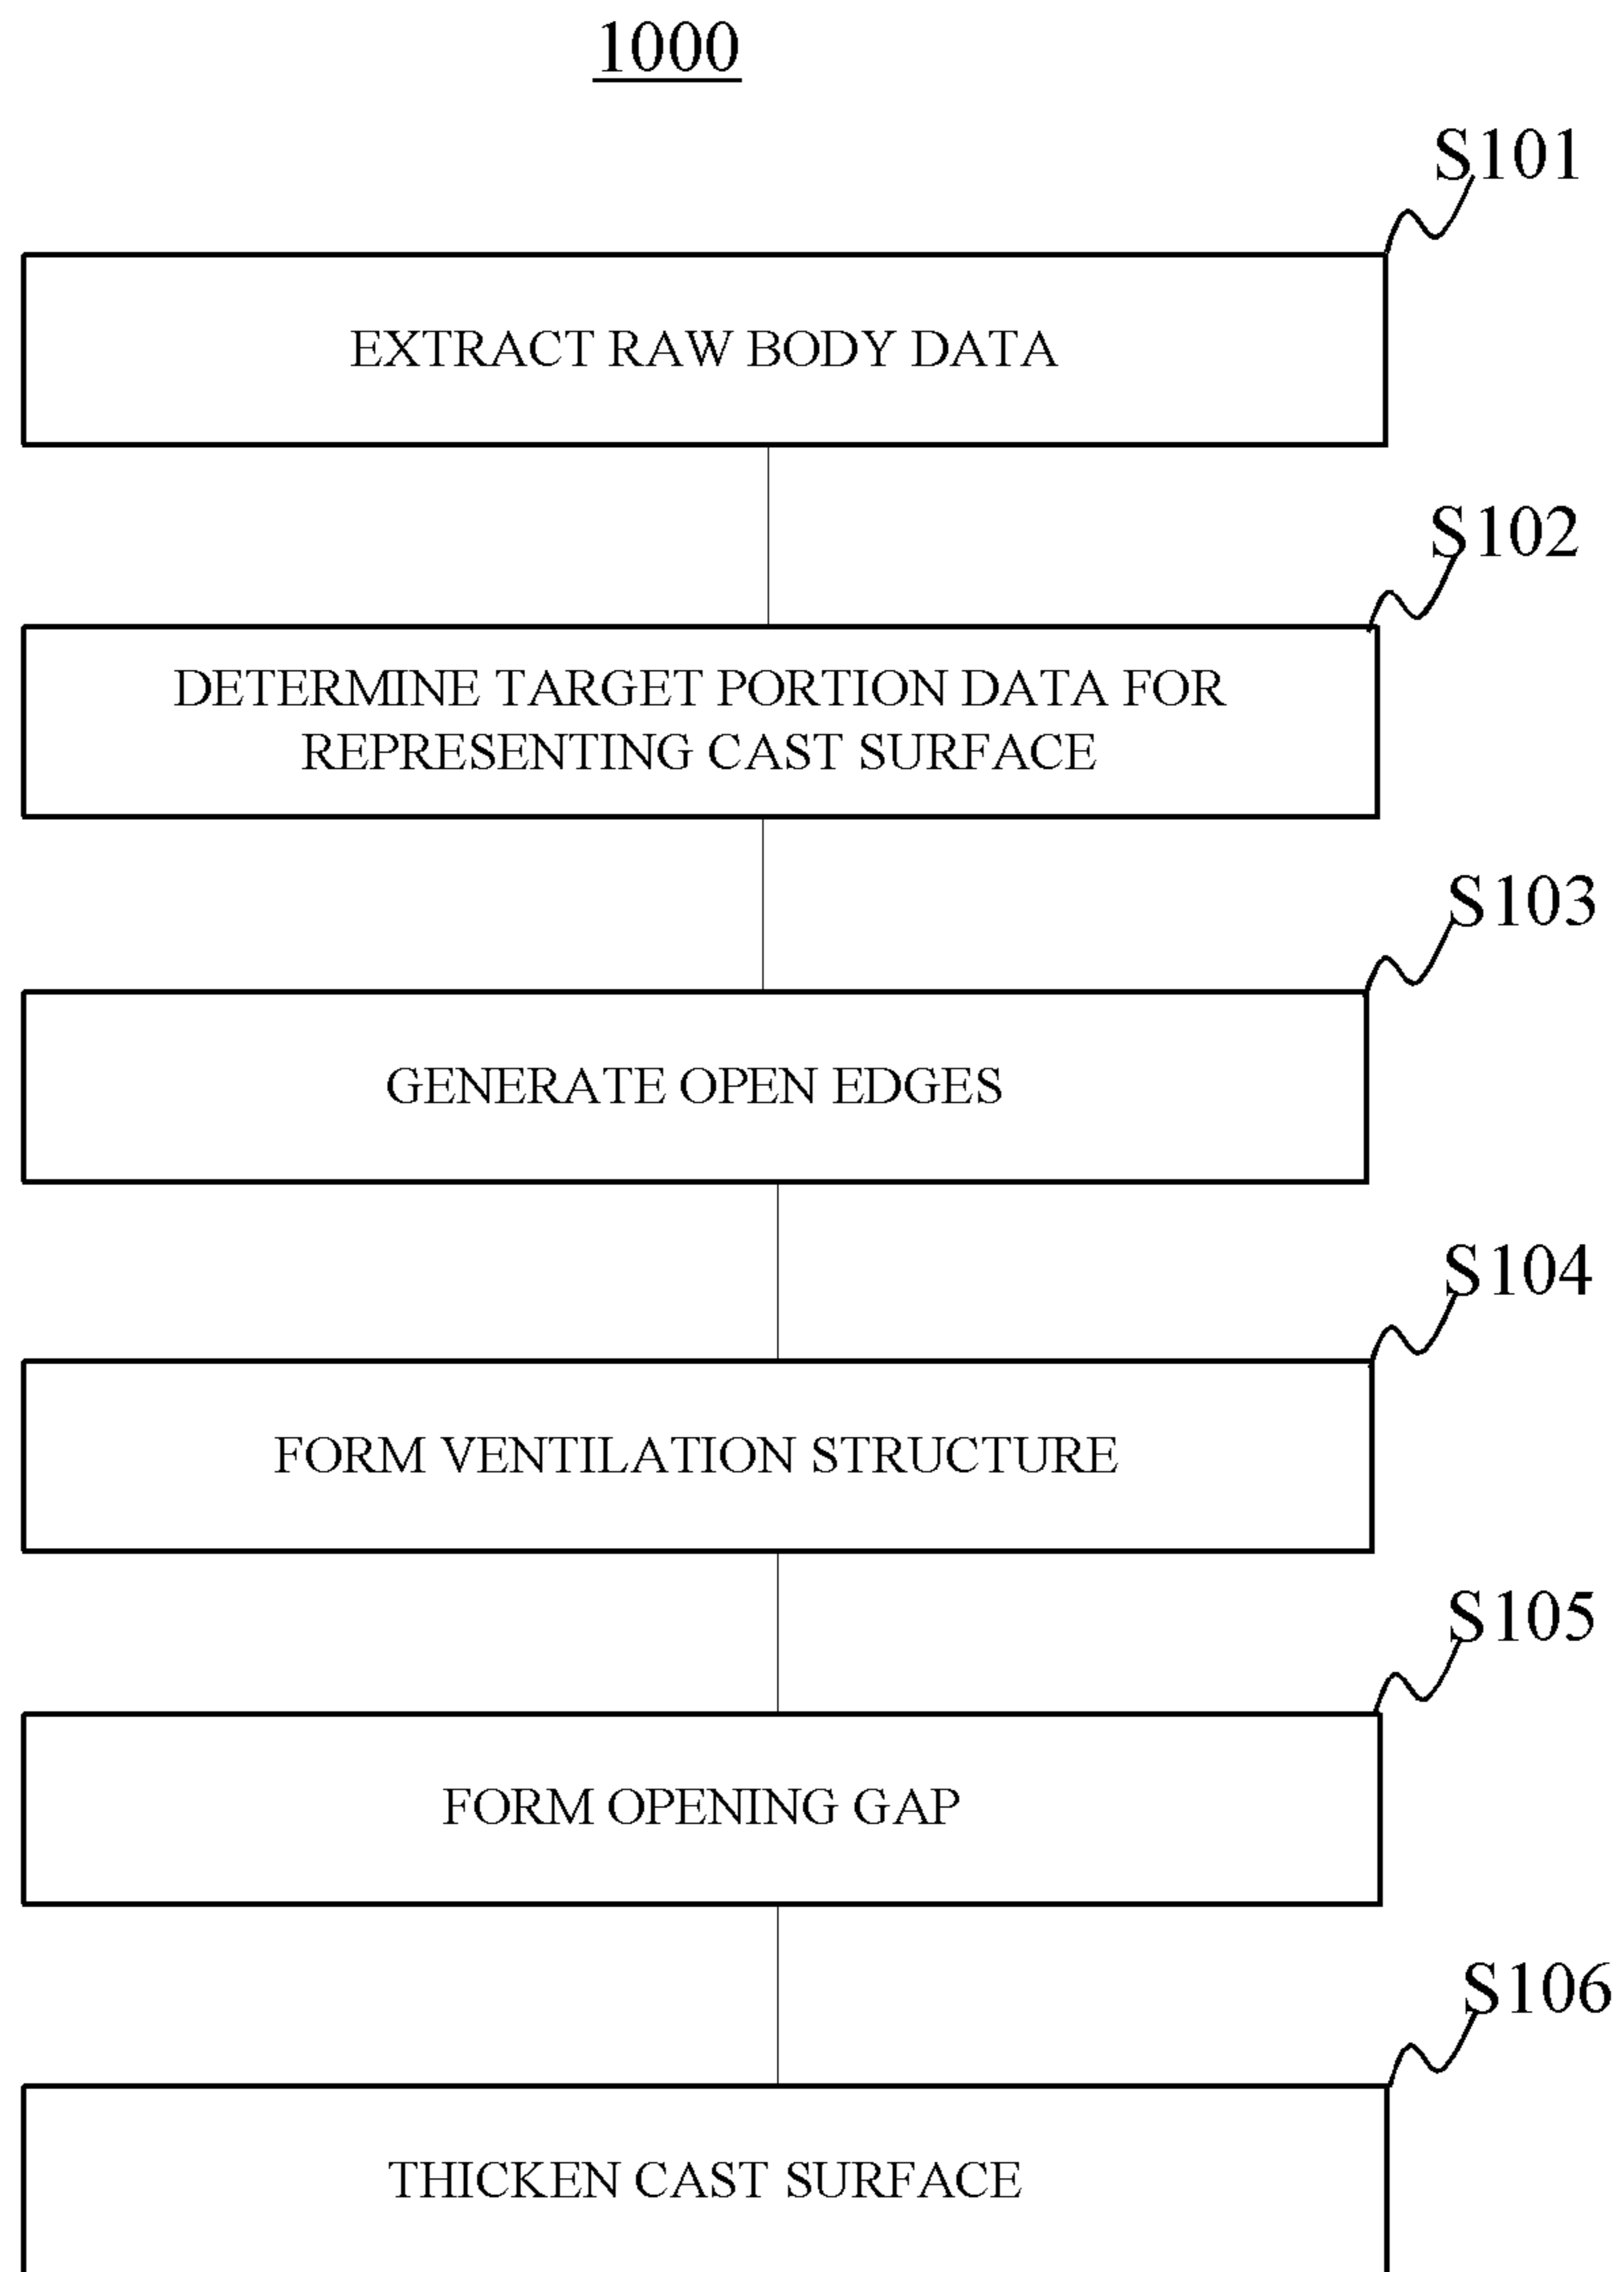 1000
S101
EXTRACT RAW BODY DATA
S102
DETERMINE TARGET PORTION DATA FOR
REPRESENTING CAST SURFACE
S103
GENERATE OPEN EDGES
S104
FORM VENTILATION STRUCTURE
S105
FORM OPENING GAP
S106
THICKEN CAST SURFACE